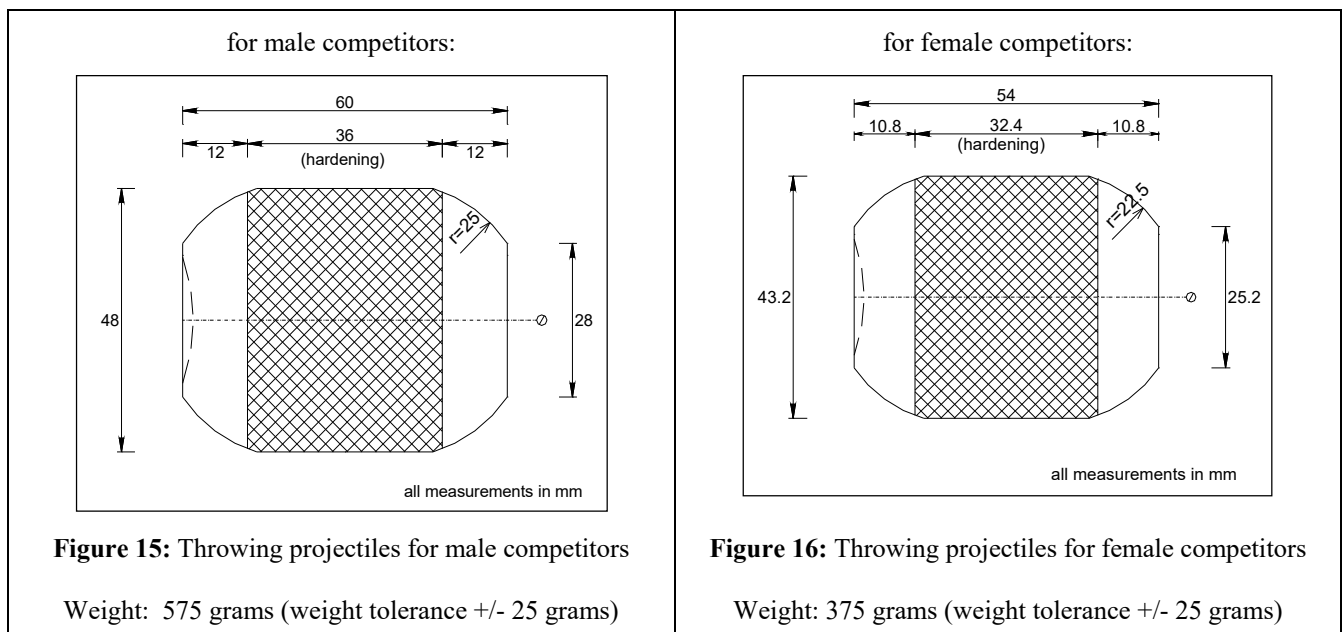 for male competitors:
60
36
12
(hardening)
12
r=25
48
28
all measurements in mm
Figure 15: Throwing projectiles for male competitors
Weight: 575 grams (weight tolerance +/- 25 grams)
for female competitors:
54
10.8
32.4
10.8
(hardening)
r=22.5
43.2
25.2
all measurements in mm
Figure 16: Throwing projectiles for female competitors
Weight: 375 grams (weight tolerance +/- 25 grams)